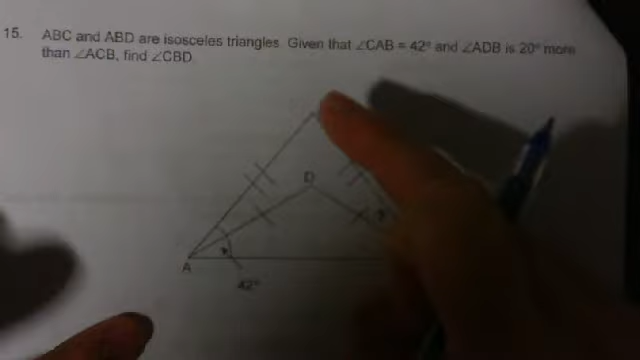 15. ABC and ABD are isosceles triangles. Given that ∠CAB = 42° and ∠ADB is 20° more
than ∠ACB, find ∠CBD.
D
?
A
42°